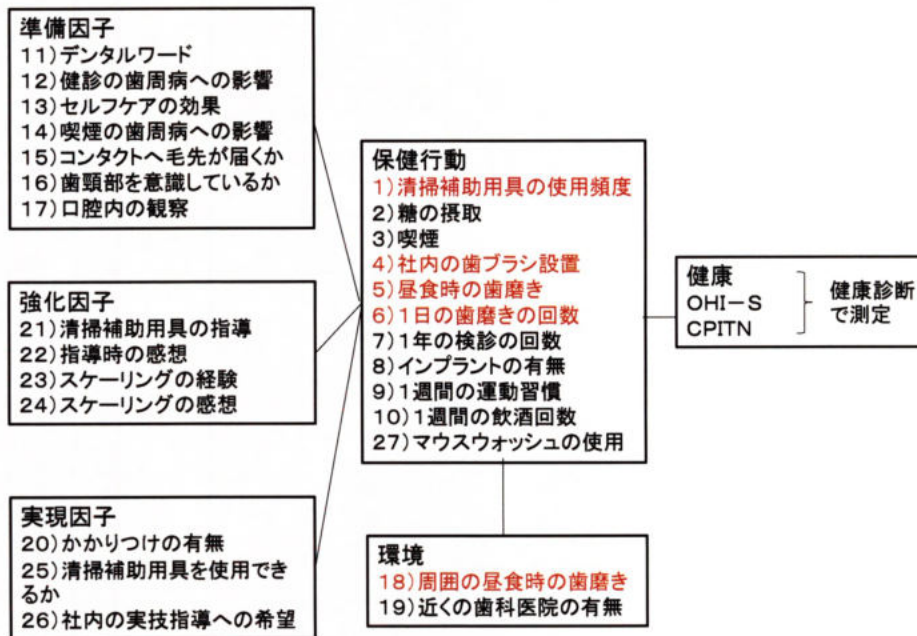 準備因子
11)デンタルワード
12)健診の歯周病への影響
13)セルフケアの効果
14)喫煙の歯周病への影響
15)コンタクトへ毛先が届くか
16)歯頸部を意識しているか
17)口腔内の観察
強化因子
21)清掃補助用具の指導
22)指導時の感想
23)スケーリングの経験
24)スケーリングの感想
実現因子
20)かかりつけの有無
25)清掃補助用具を使用でき
るか
26)社内の実技指導への希望
保健行動
1)清掃補助用具の使用頻度
2)糖の摂取
3)喫煙
4)社内の歯ブラシ設置
5)昼食時の歯磨き
6)1日の歯磨きの回数
7)1年の検診の回数
8)インプラントの有無
9)1週間の運動習慣
10)1週間の飲酒回数
27)マウスウォッシュの使用
環境
18)周囲の昼食時の歯磨き
19)近くの歯科医院の有無
健康
OHI-S
CPITN
健康診断
で測定